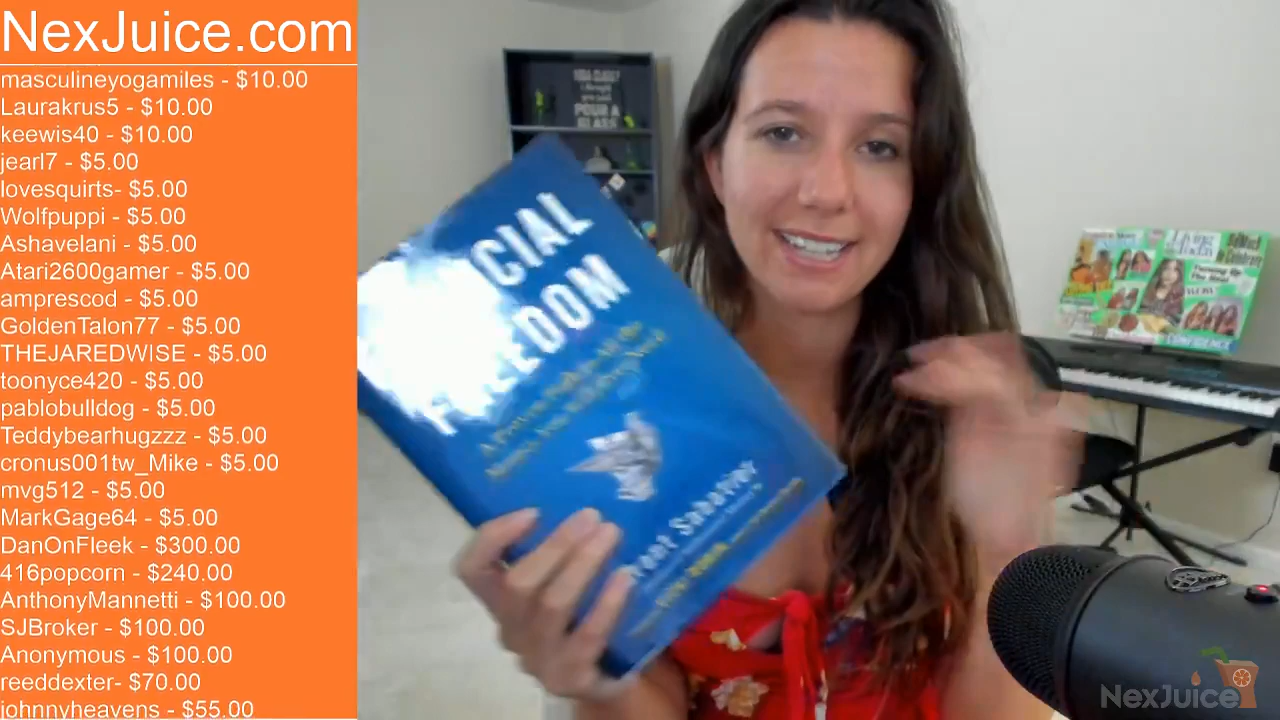 NexJuice.com
masculineyogamiles - $10.00
Laurakrus5 - $10.00
keewis40 - $10.00
jearl7 - $5.00
lovesquirts- $5.00
Wolfpuppi - $5.00
Ashavelani - $5.00
Atari2600gamer - $5.00
amprescod - $5.00
GoldenTalon77 - $5.00
THEJAREDWISE - $5.00
toonyce420 - $5.00
pablobulldog - $5.00
Teddybearhugzzz - $5.00
cronus001tw_Mike - $5.00
mvg512 - $5.00
MarkGage64 - $5.00
DanOnFleek - $300.00
416popcorn - $240.00
AnthonyMannetti - $100.00
SJBroker - $100.00
Anonymous - $100.00
reeddexter- $70.00
johnnyheavens - $55.00
POUR A
GLASS
CIAL
FREEDOM
Sabatier
CONFIDENCE
NexJuice